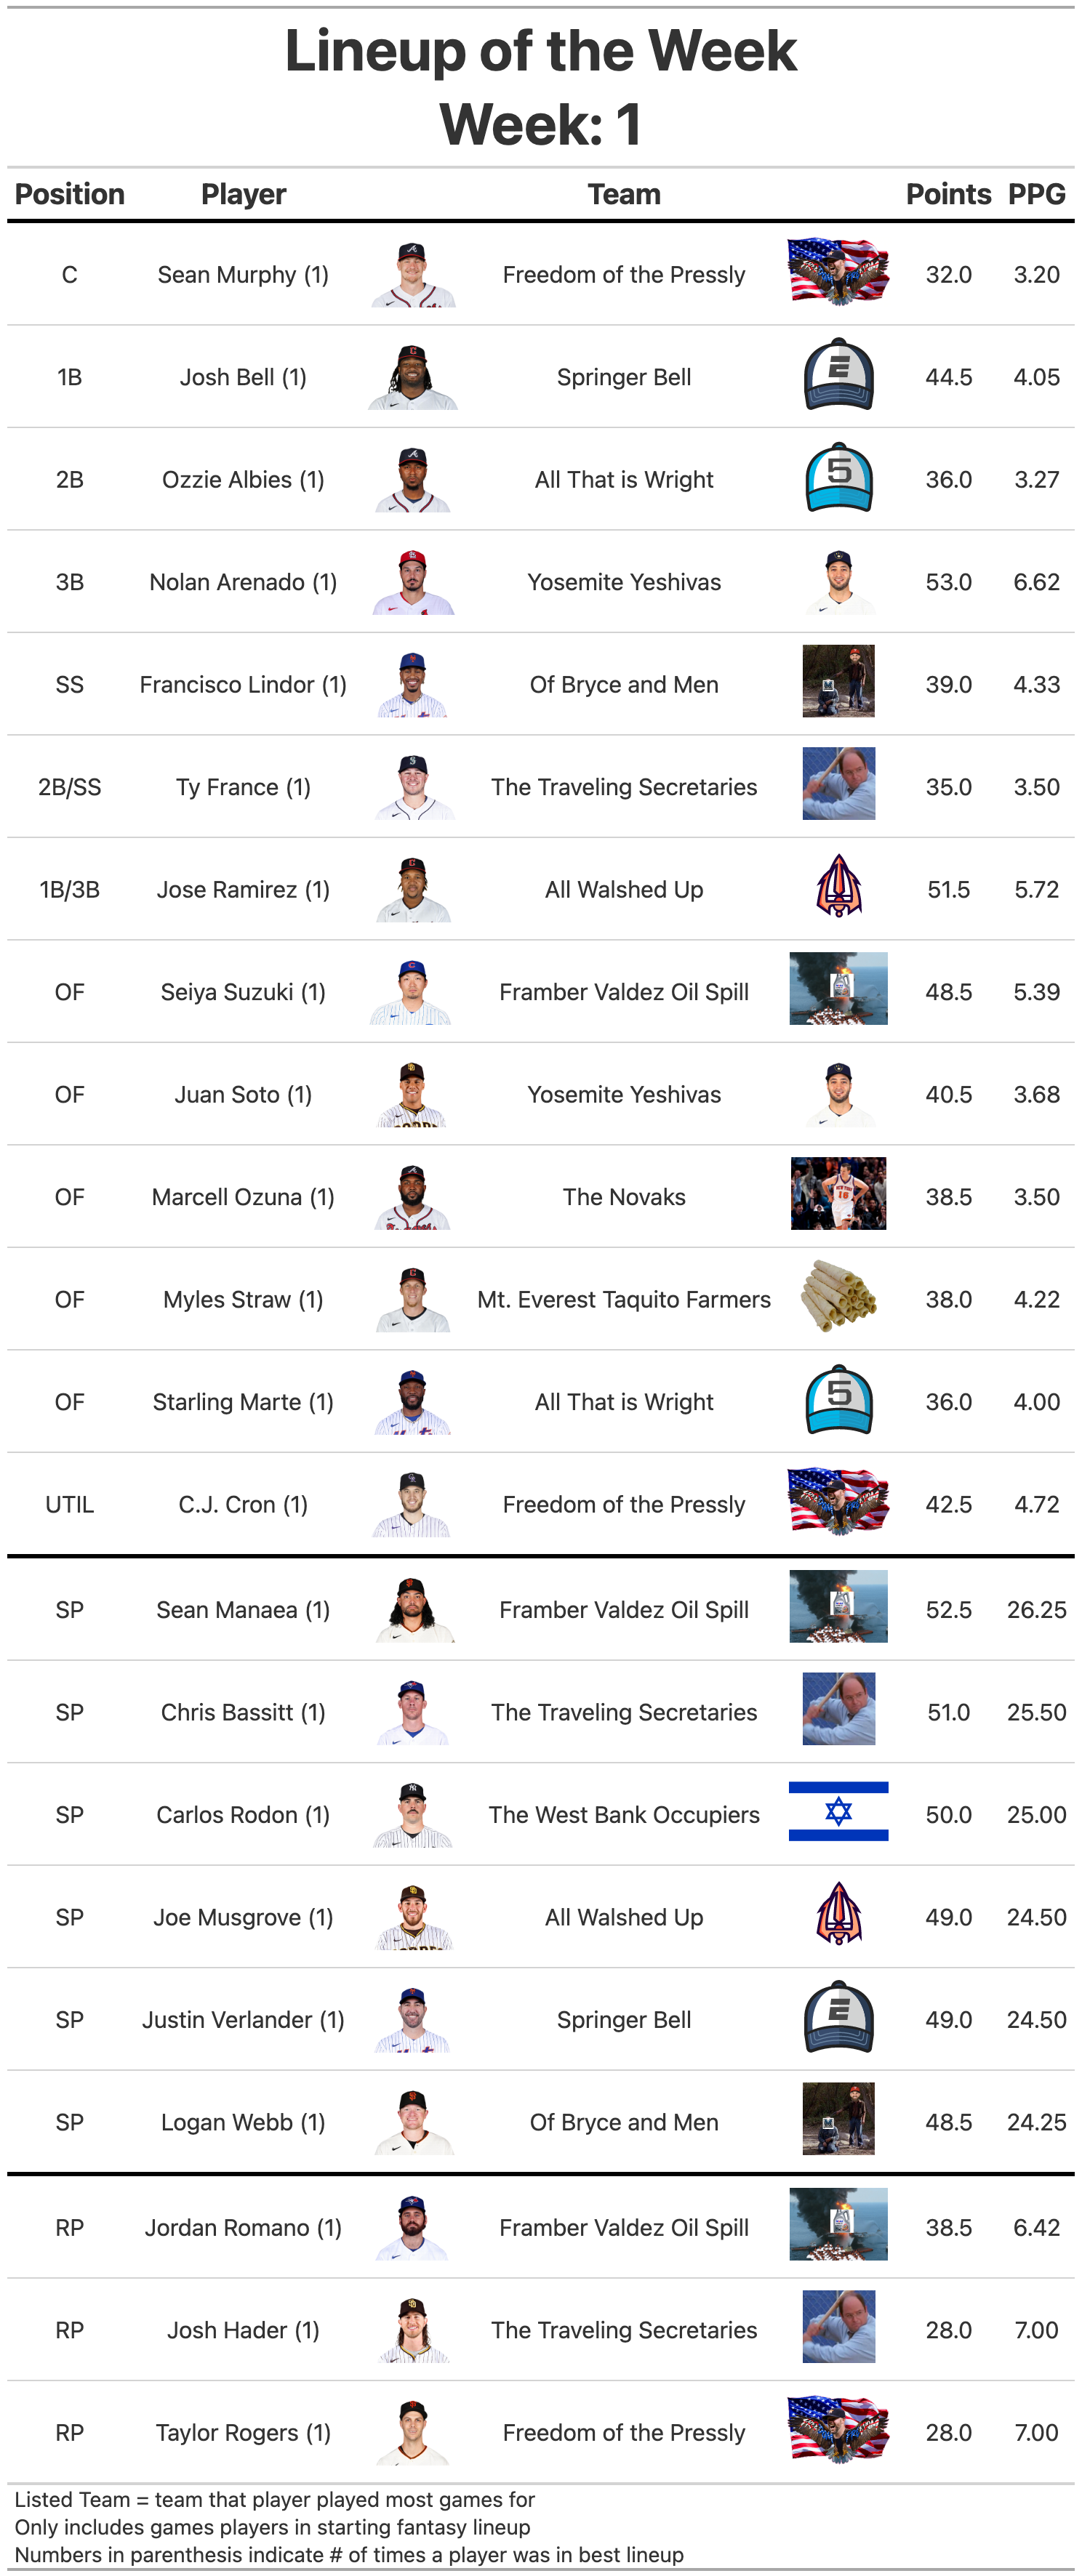 Lineup of the Week
Week: 1
Position Player Team Points PPG
C Sean Murphy (1) Freedom of the Pressly 32.0 3.20
1B Josh Bell (1) Springer Bell 44.5 4.05
2B Ozzie Albies (1) All That is Wright 36.0 3.27
3B Nolan Arenado (1) Yosemite Yeshivas 53.0 6.62
SS Francisco Lindor (1) Of Bryce and Men 39.0 4.33
2B/SS Ty France (1) The Traveling Secretaries 35.0 3.50
1B/3B Jose Ramirez (1) All Walshed Up 51.5 5.72
OF Seiya Suzuki (1) Framber Valdez Oil Spill 48.5 5.39
OF Juan Soto (1) Yosemite Yeshivas 40.5 3.68
OF Marcell Ozuna (1) The Novaks 38.5 3.50
OF Myles Straw (1) Mt. Everest Taquito Farmers 38.0 4.22
OF Starling Marte (1) All That is Wright 36.0 4.00
UTIL C.J. Cron (1) Freedom of the Pressly 42.5 4.72
SP Sean Manaea (1) Framber Valdez Oil Spill 52.5 26.25
SP Chris Bassitt (1) The Traveling Secretaries 51.0 25.50
SP Carlos Rodon (1) The West Bank Occupiers 50.0 25.00
SP Joe Musgrove (1) All Walshed Up 49.0 24.50
SP Justin Verlander (1) Springer Bell 49.0 24.50
SP Logan Webb (1) Of Bryce and Men 48.5 24.25
RP Jordan Romano (1) Framber Valdez Oil Spill 38.5 6.42
RP Josh Hader (1) The Traveling Secretaries 28.0 7.00
RP Taylor Rogers (1) Freedom of the Pressly 28.0 7.00
Listed Team = team that player played most games for
Only includes games players in starting fantasy lineup
Numbers in parenthesis indicate # of times a player was in best lineup